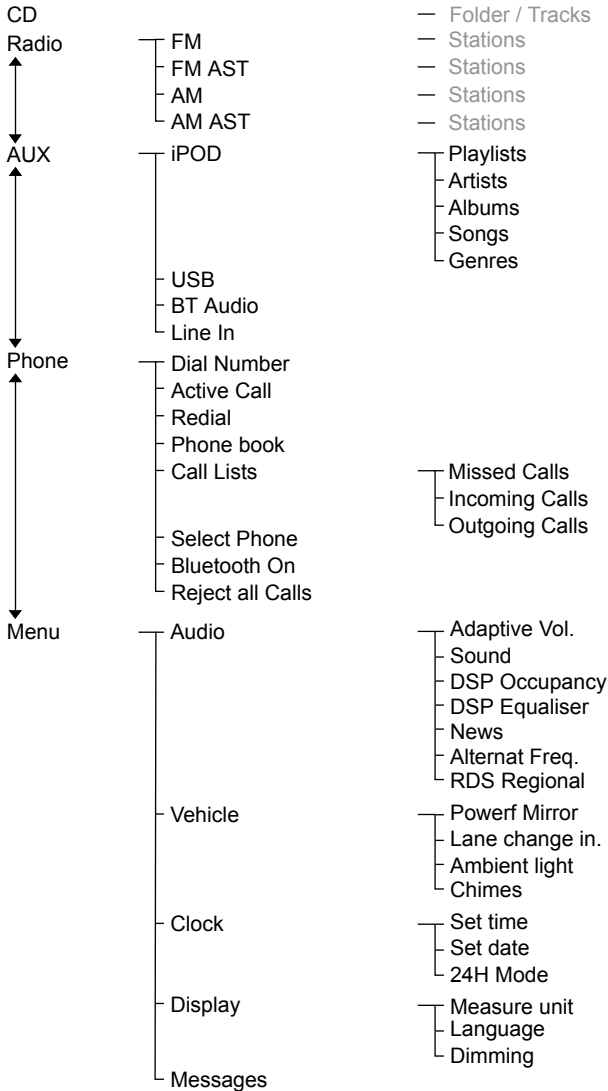 CD — Folder / Tracks
Radio FM — Stations
FM AST — Stations
AM — Stations
AM AST — Stations
AUX iPOD Playlists
Artists
Albums
Songs
Genres
USB
BT Audio
Line In
Phone Dial Number
Active Call
Redial
Phone book
Call Lists Missed Calls
Incoming Calls
Outgoing Calls
Select Phone
Bluetooth On
Reject all Calls
Menu Audio Adaptive Vol.
Sound
DSP Occupancy
DSP Equaliser
News
Alternat Freq.
RDS Regional
Vehicle Powerf Mirror
Lane change in.
Ambient light
Chimes
Clock Set time
Set date
24H Mode
Display Measure unit
Language
Dimming
Messages